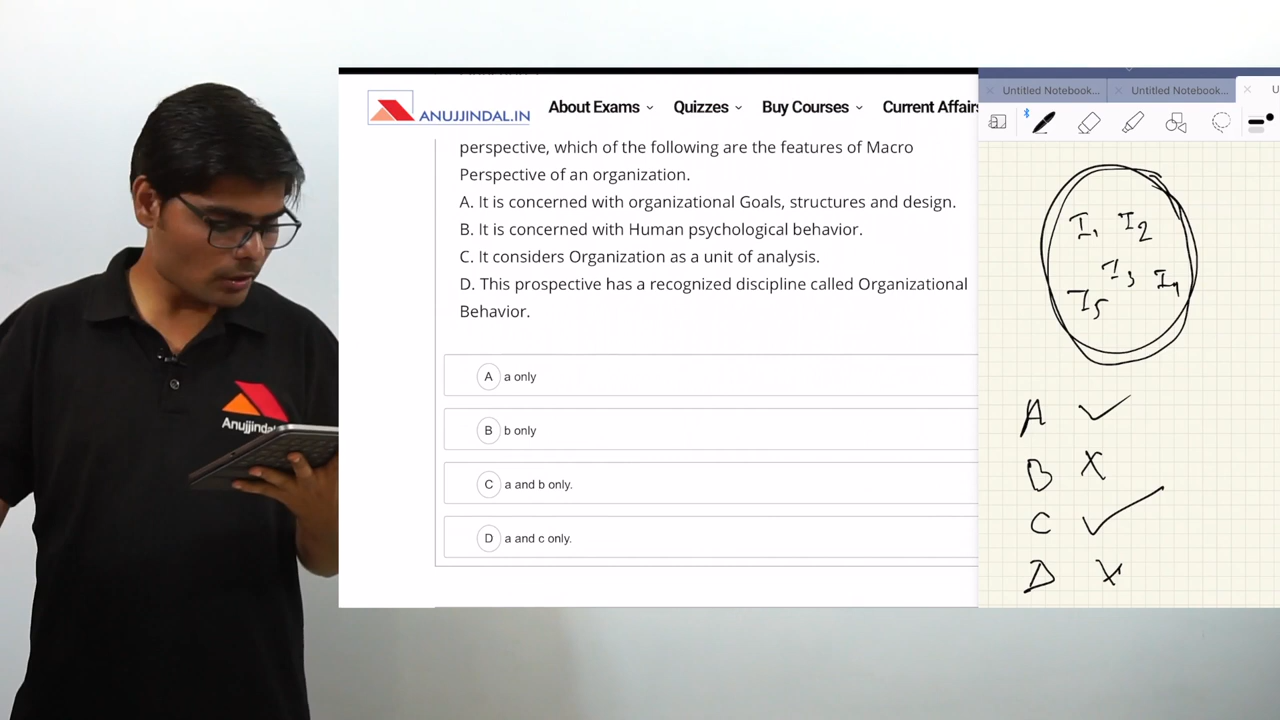 ANUJJINDAL.IN
About Exams
Quizzes
Buy Courses
Current Affairs
perspective, which of the following are the features of Macro
Perspective of an organization.
A. It is concerned with organizational Goals, structures and design.
B. It is concerned with Human psychological behavior.
C. It considers Organization as a unit of analysis.
D. This prospective has a recognized discipline called Organizational
Behavior.
A a only
B b only
C a and b only.
D a and c only.
Untitled Notebook...
Untitled Notebook...
U
I1 I2
I3 I4
I5
A ✓
B X
C ✓
D X
Anujjindal